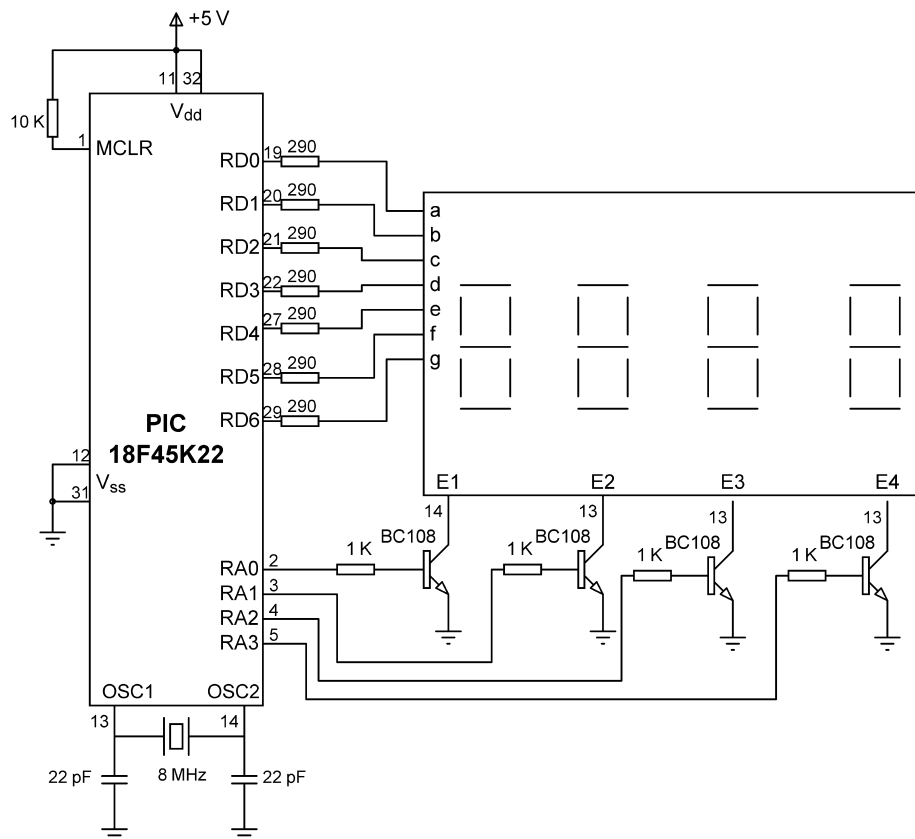 +5 V
11 32
Vdd
10 K
1
MCLR
RD0 19 290
RD1 20 290
RD2 21 290
RD3 22 290
RD4 27 290
RD5 28 290
RD6 29 290
a
b
c
d
e
f
g
PIC
18F45K22
12
Vss
31
E1 E2 E3 E4
14 13 13 13
1 K BC108 1 K BC108 1 K BC108 1 K BC108
RA0 2
RA1 3
RA2 4
RA3 5
OSC1 OSC2
13 14
22 pF 8 MHz 22 pF